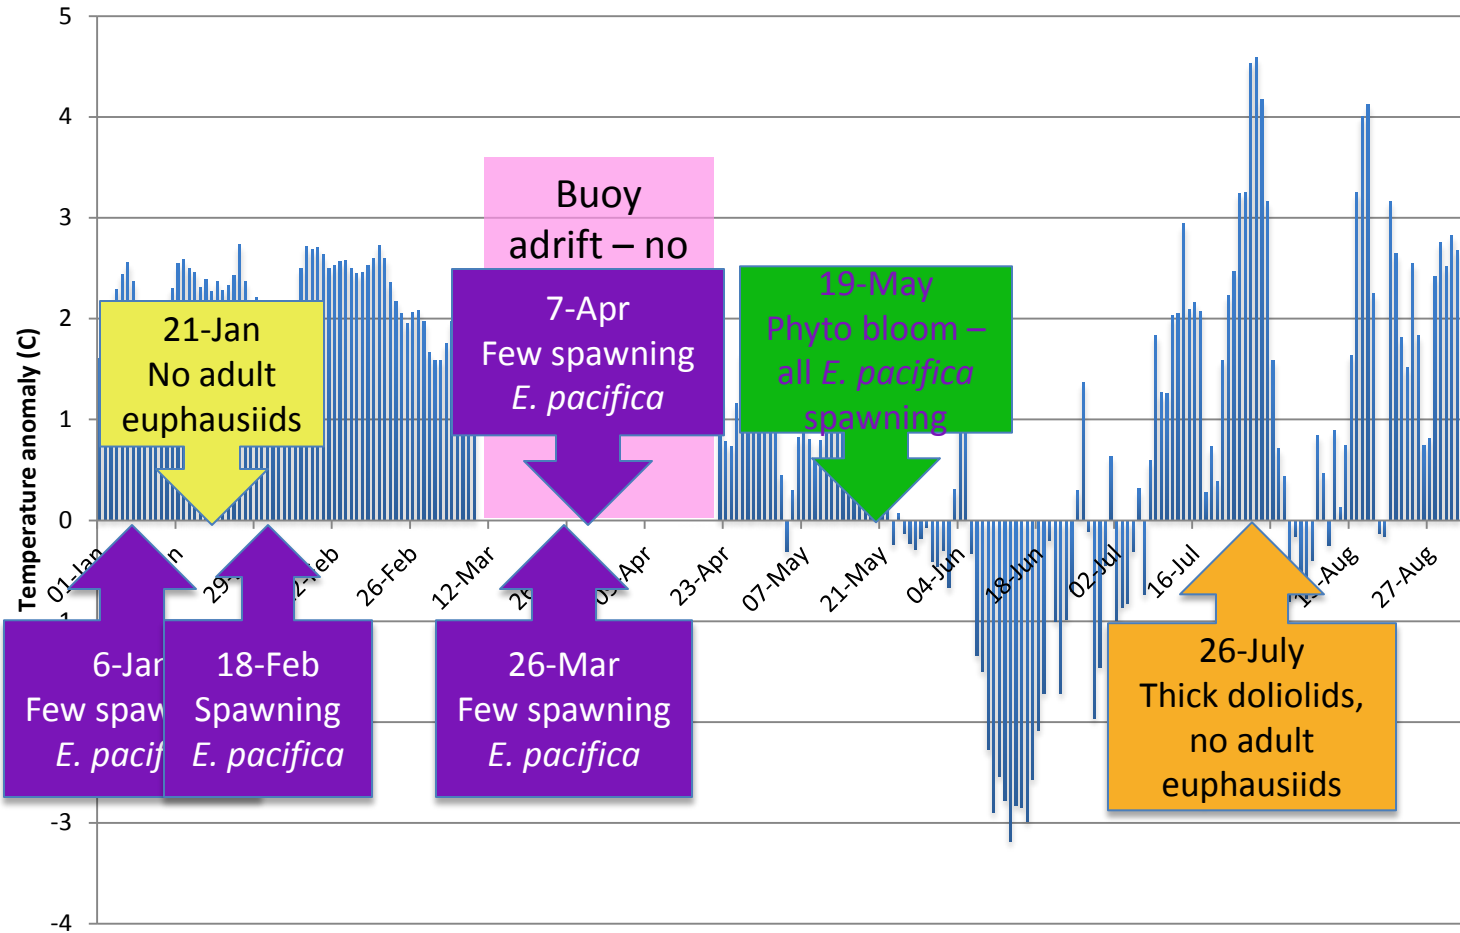 5
4
3
2
1
0
-3
-4
Temperature anomaly (C)
Buoy
adrift – no
21-Jan
No adult
euphausiids
7-Apr
Few spawning
E. pacifica
19-May
Phyto bloom –
all E. pacifica
spawning
01-Jan
26-Feb
12-Mar
23-Apr
07-May
21-May
04-Jun
18-Jun
02-Jul
16-Jul
27-Aug
6-Jan
Few
18-Feb
Spawning
E. pacifica
26-Mar
Few spawning
E. pacifica
26-July
Thick doliolids,
no adult
euphausiids